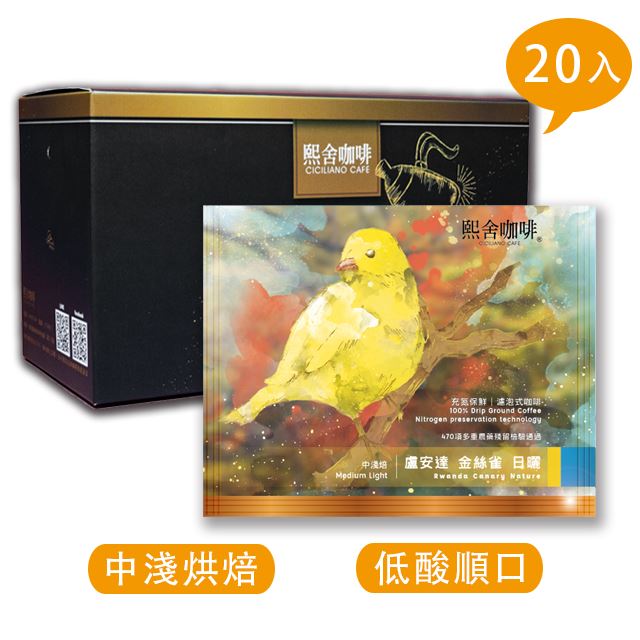 20入
熙舍咖啡
CICILIANO CAFE
熙舍咖啡®
CICILIANO CAFE
充氮保鮮｜濾泡式咖啡
100% Drip Ground Coffee
Nitrogen preservation technology
470項多重農藥殘留檢驗通過
中淺焙
Medium Light
盧安達 金絲雀 日曬
Rwanda Canary Nature
中淺烘焙
低酸順口